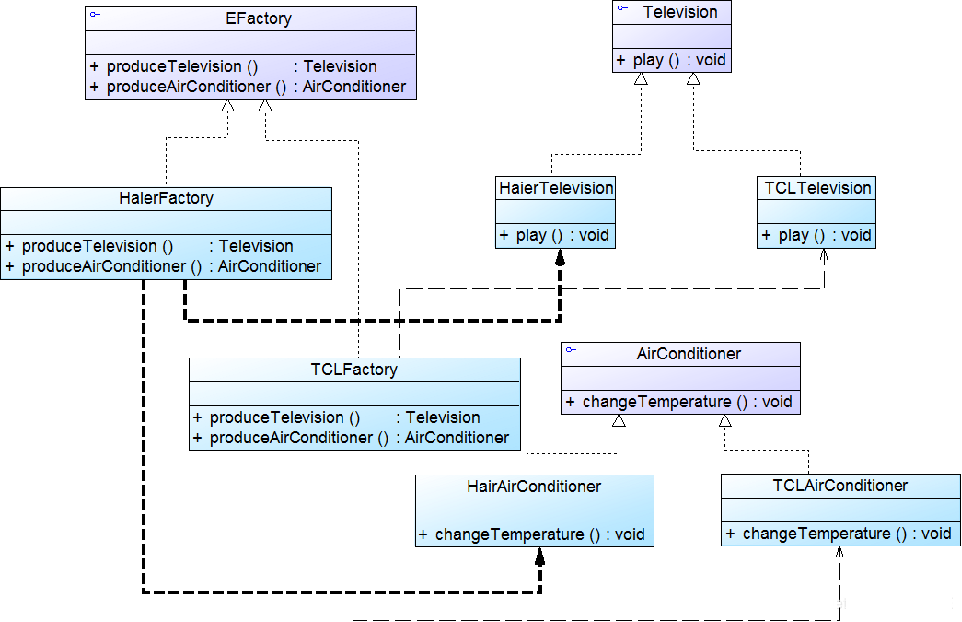 EFactory
+ produceTelevision () : Television
+ produceAirConditioner () : AirConditioner
Television
+ play () : void
HaierFactory
+ produceTelevision () : Television
+ produceAirConditioner () : AirConditioner
HaierTelevision
+ play () : void
TCLTelevision
+ play () : void
TCLFactory
+ produceTelevision () : Television
+ produceAirConditioner () : AirConditioner
AirConditioner
+ changeTemperature () : void
HairAirConditioner
+ changeTemperature () : void
TCLAirConditioner
+ changeTemperature () : void